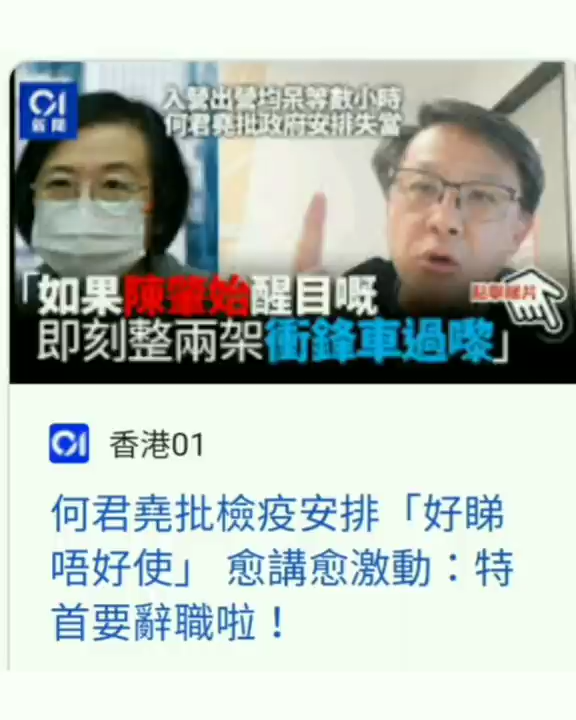 01
新聞
入營出營均呆等數小時
何君堯批政府安排失當
「如果陳肇始醒目嘅
即刻整兩架衝鋒車過嚟」
點擊睇片
01
香港01
何君堯批檢疫安排「好睇
唔好使」 愈講愈激動：特
首要辭職啦！